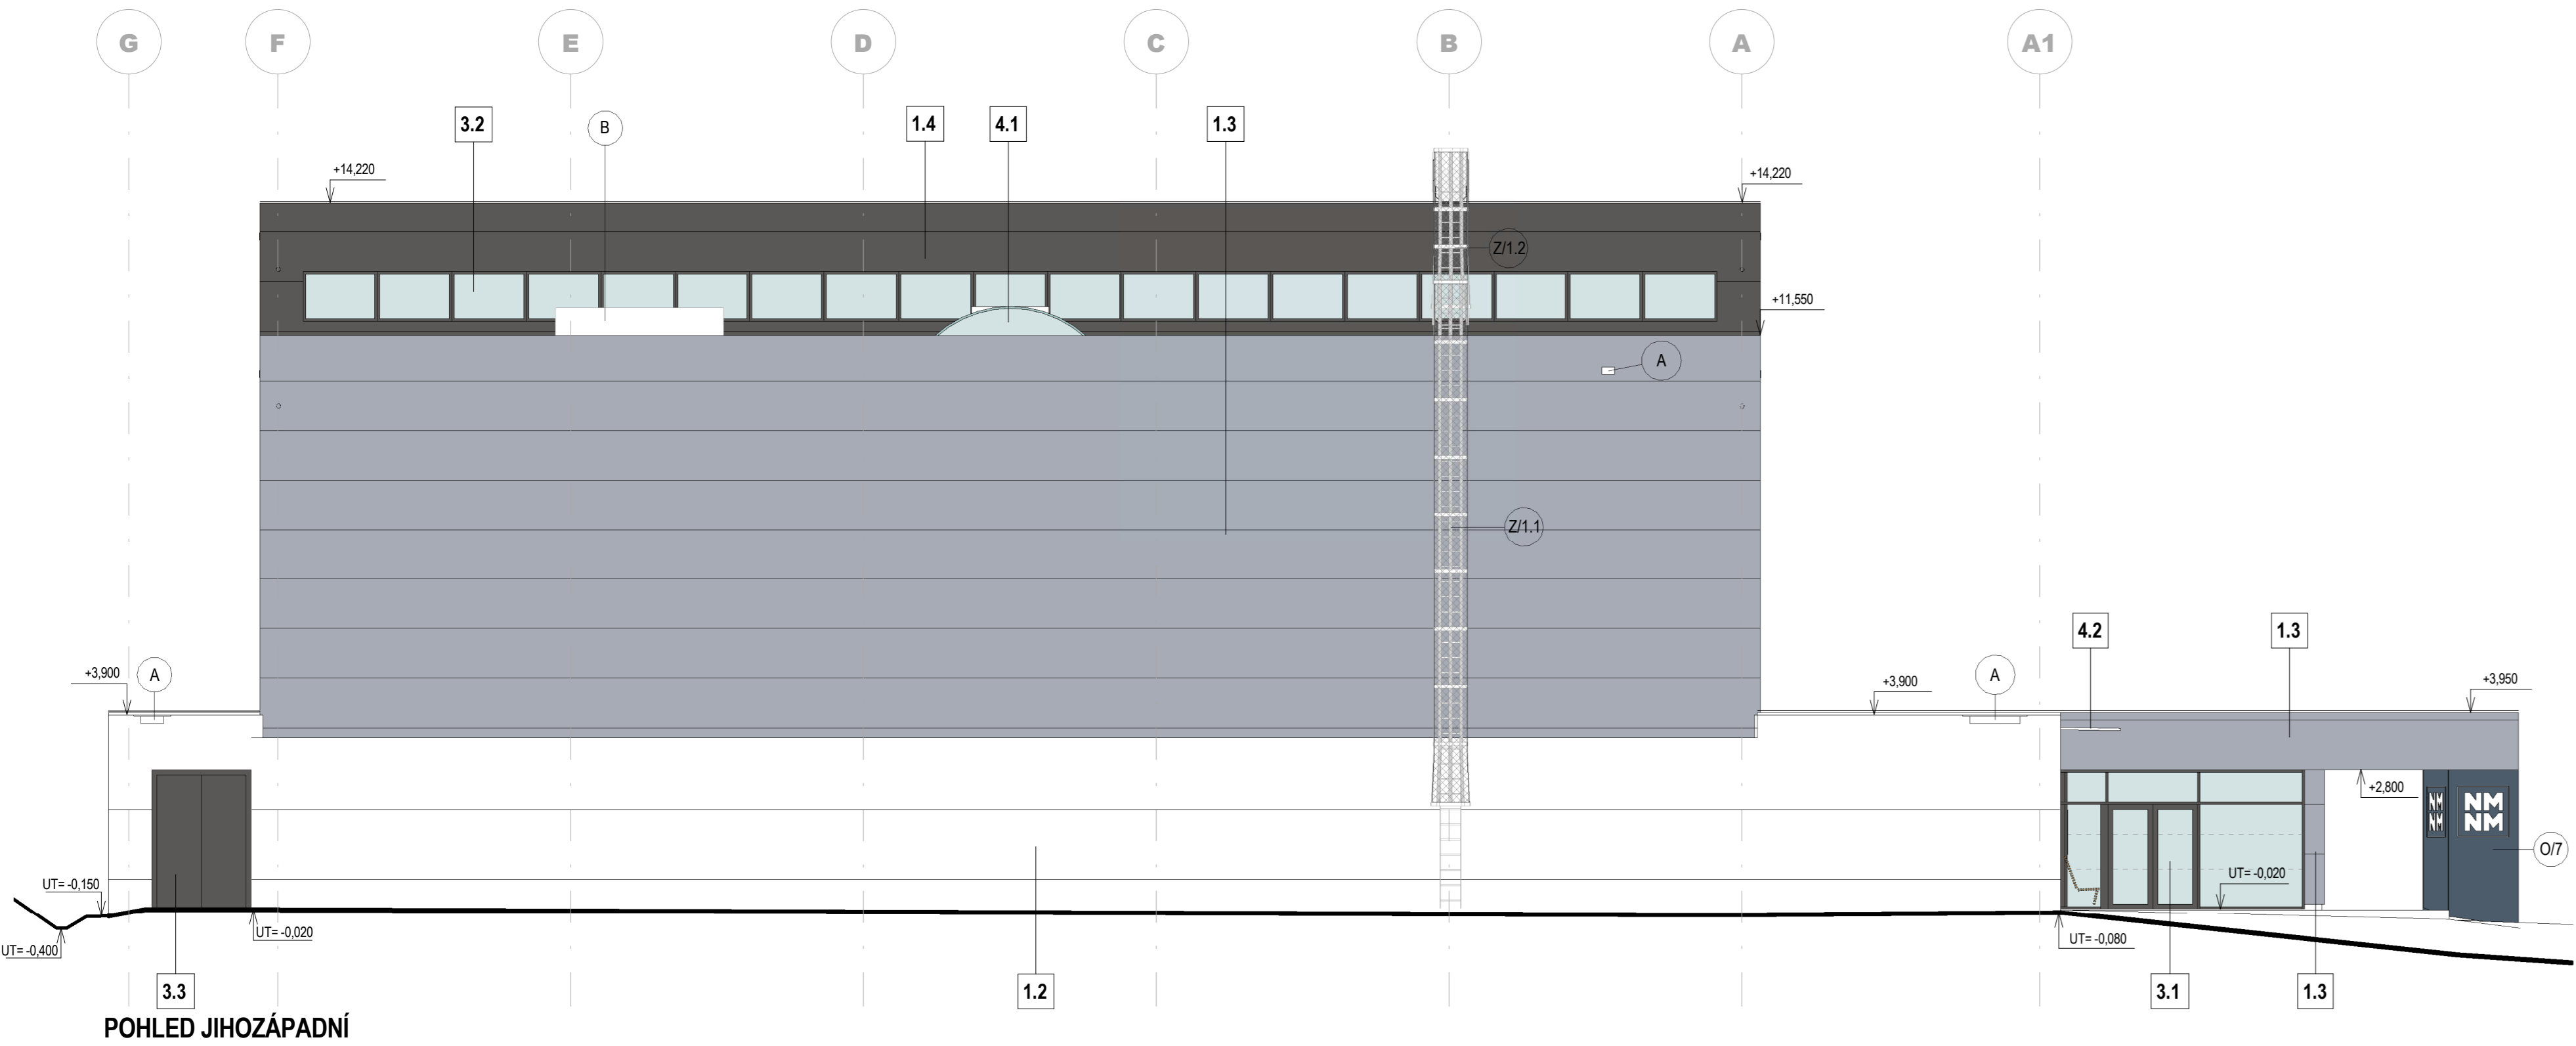 G F E D C B A A1
3.2 B 1.4 4.1 1.3
+14,220 +14,220
Z/1.2
+11,550
A
Z/1.1
4.2 1.3
+3,900 A +3,900 A +3,950
+2,800
NM NM
NM NM
O/7
UT= -0,150 UT= -0,020
UT= -0,400 UT= -0,020 UT= -0,080
3.3 1.2 3.1 1.3
POHLED JIHOZÁPADNÍ